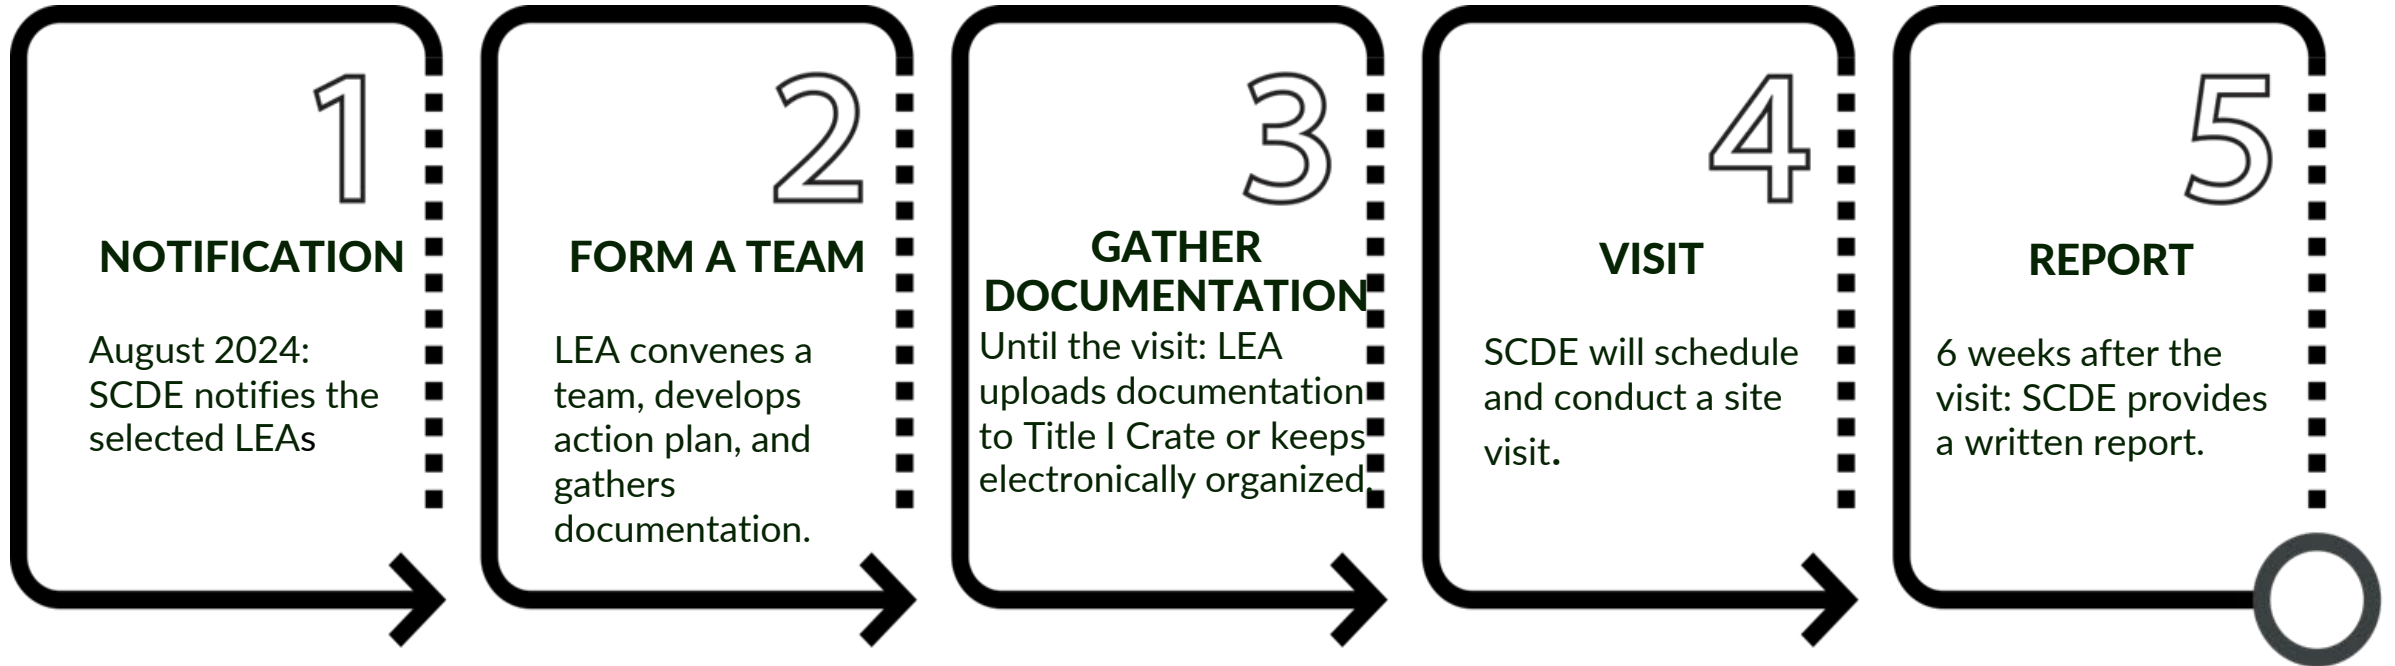 1
NOTIFICATION
August 2024:
SCDE notifies the
selected LEAs
2
FORM A TEAM
LEA convenes a
team, develops
action plan, and
gathers
documentation.
3
GATHER
DOCUMENTATION
Until the visit: LEA
uploads documentation
to Title I Crate or keeps
electronically organized.
4
VISIT
SCDE will schedule
and conduct a site
visit.
5
REPORT
6 weeks after the
visit: SCDE provides
a written report.